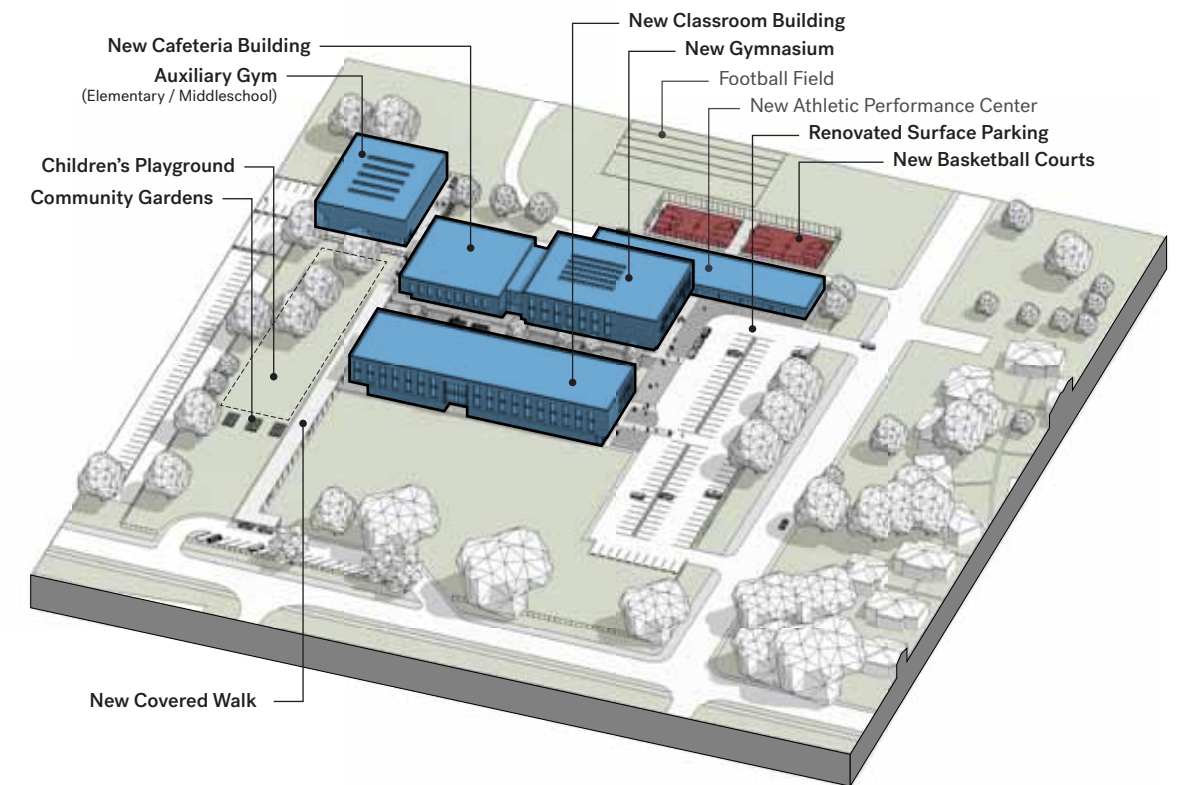 New Classroom Building
New Cafeteria Building
New Gymnasium
Auxiliary Gym
(Elementary / Middleschool)
Football Field
New Athletic Performance Center
Renovated Surface Parking
New Basketball Courts
Children's Playground
Community Gardens
New Covered Walk